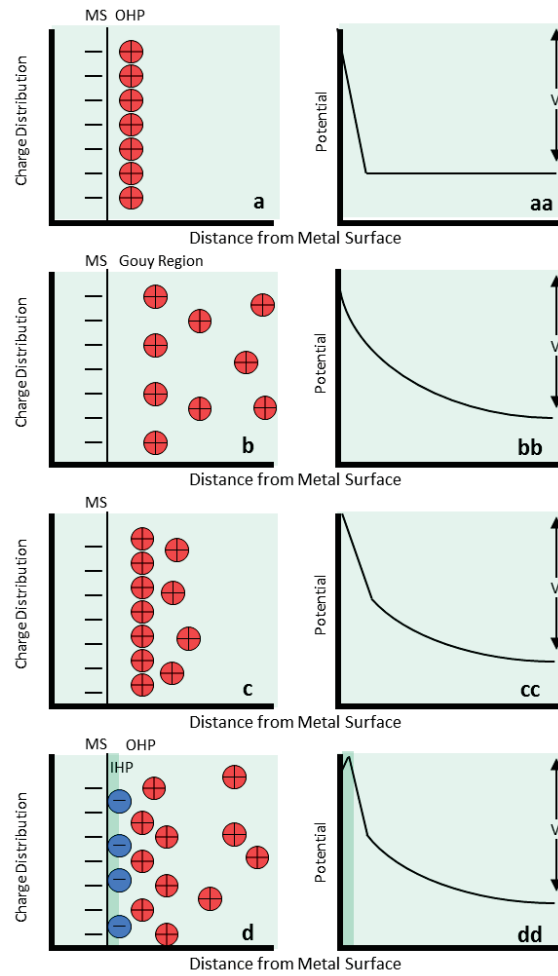 MS OHP
Charge Distribution
a
Potential
V
aa
Distance from Metal Surface
MS Gouy Region
Charge Distribution
b
Potential
V
bb
Distance from Metal Surface
Charge Distribution
c
Potential
V
cc
Distance from Metal Surface
MS OHP
IHP
Charge Distribution
d
Potential
V
dd
Distance from Metal Surface